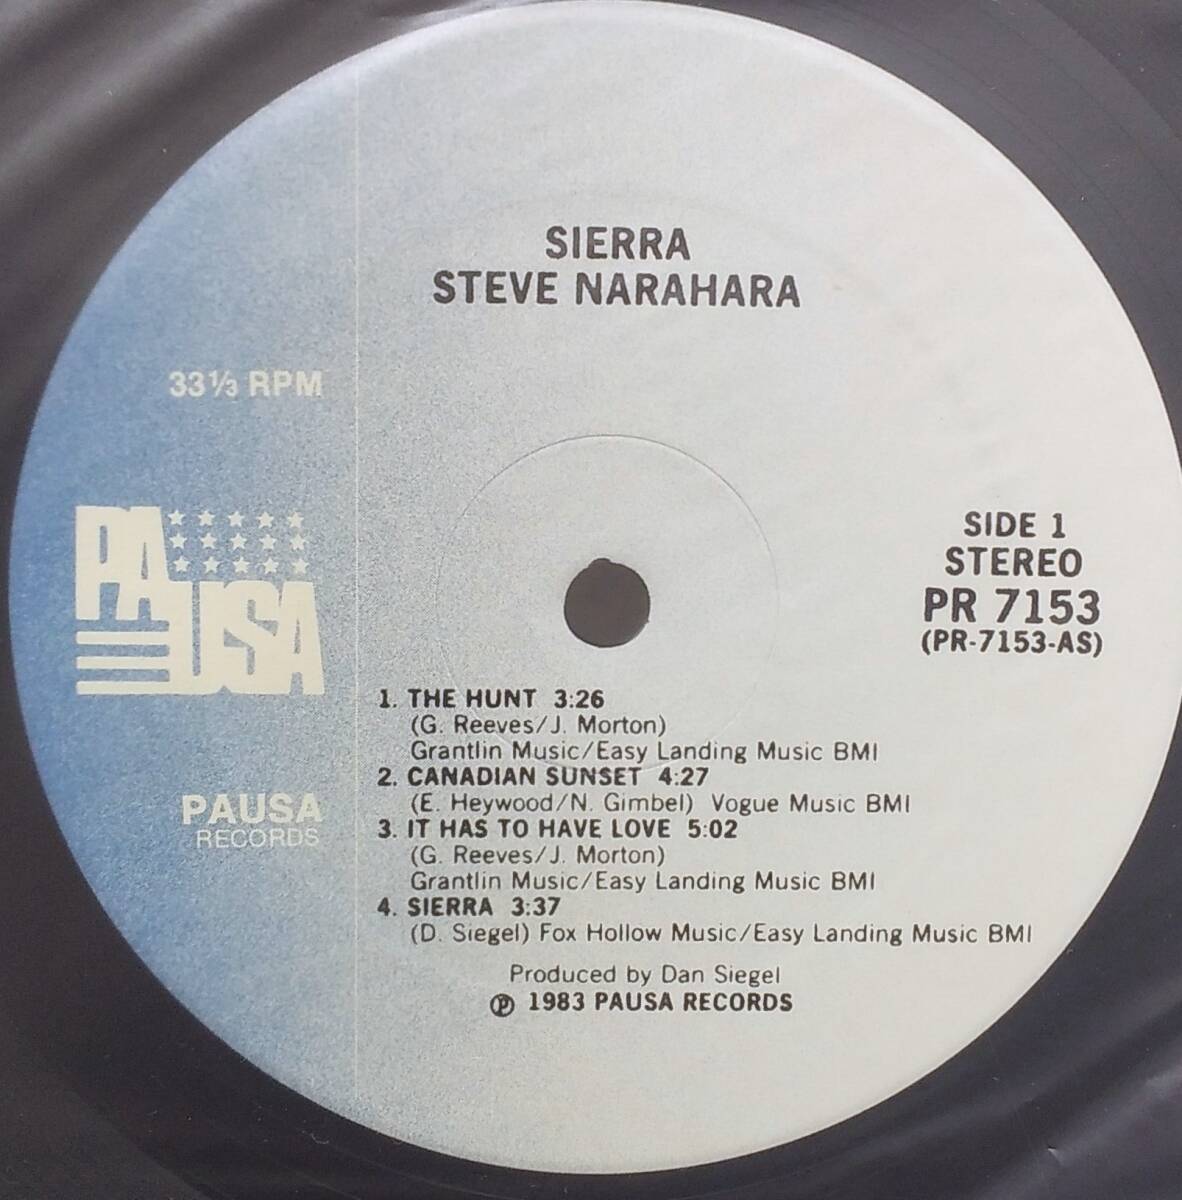 SIERRA
STEVE NARAHARA
33⅓ RPM
PAUSA
SIDE 1
STEREO
PR 7153
(PR-7153-AS)
1. THE HUNT 3:26
(G. Reeves/J. Morton)
Grantlin Music/Easy Landing Music BMI
2. CANADIAN SUNSET 4:27
(E. Heywood/N. Gimbel) Vogue Music BMI
3. IT HAS TO HAVE LOVE 5:02
(G. Reeves/J. Morton)
Grantlin Music/Easy Landing Music BMI
4. SIERRA 3:37
(D. Siegel) Fox Hollow Music/Easy Landing Music BMI
PAUSA
RECORDS
Produced by Dan Siegel
℗ 1983 PAUSA RECORDS